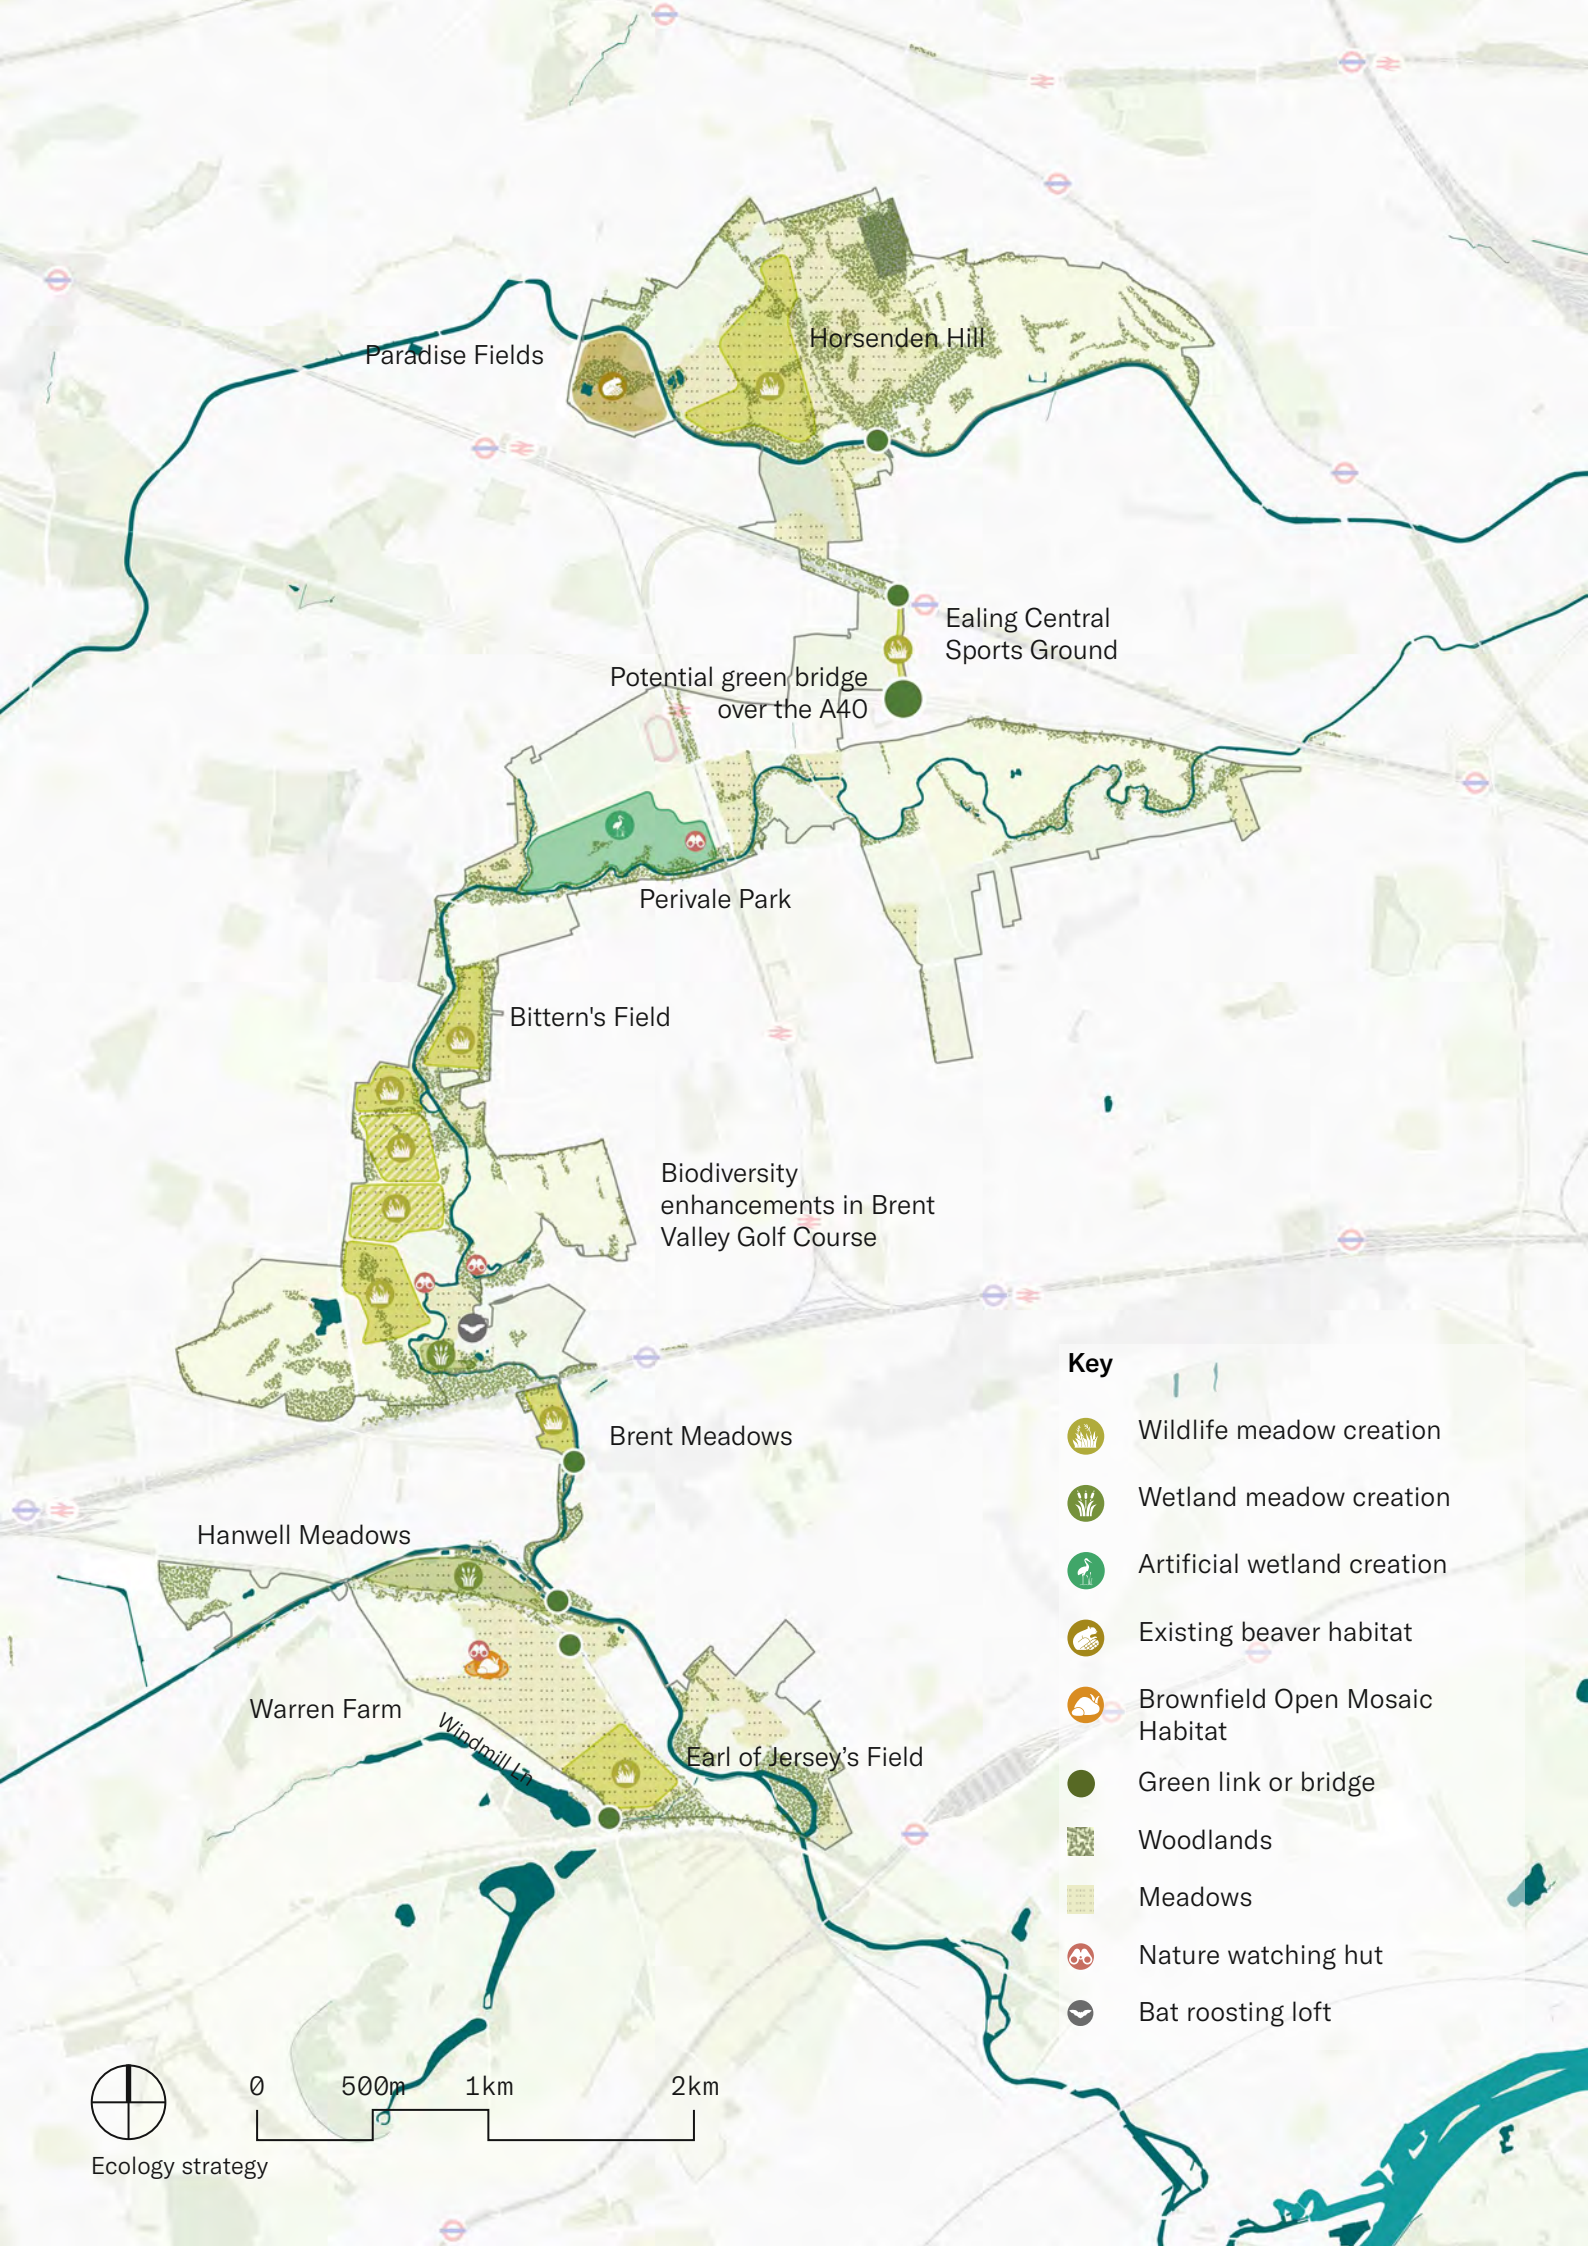 Horsenden Hill
Paradise Fields
Ealing Central
Sports Ground
Potential green bridge
over the A40
Perivale Park
Bittern's Field
Biodiversity
enhancements in Brent
Valley Golf Course
Brent Meadows
Hanwell Meadows
Warren Farm
Windmill Ln
Earl of Jersey’s Field
Key
Wildlife meadow creation
Wetland meadow creation
Artificial wetland creation
Existing beaver habitat
Brownfield Open Mosaic
Habitat
Green link or bridge
Woodlands
Meadows
Nature watching hut
Bat roosting loft
0 500m 1km 2km
Ecology strategy